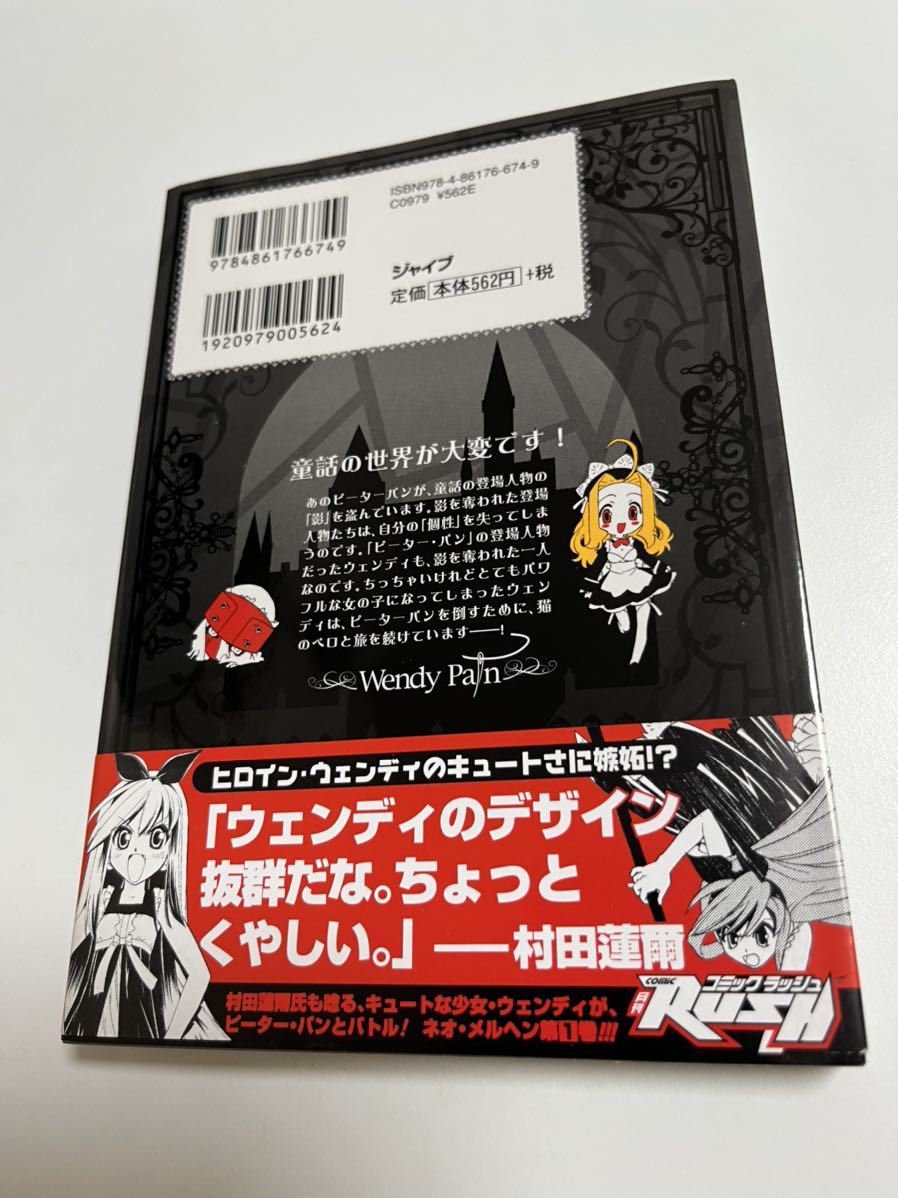 ISBN978-4-86176-674-9
C0979 ¥562E
9784861766749
ジャイブ
定価 本体562円 +税
1920979005624
童話の世界が大変です！
あのピーターパンが、童話の登場人物の
「影」を盗んでいます。影を奪われた登場
人物たちは、自分の「個性」を失ってしま
うのです。「ピーター・パン」の登場人物
だったウェンディも、影を奪われた一人
なのです。ちっちゃいけれどとてもパワ
フルな女の子になってしまったウェン
ディは、ピーターパンを倒すために、猫
のペロと旅を続けています──！
Wendy Pain
ヒロイン・ウェンディのキュートさに嫉妬!?
「ウェンディのデザイン
抜群だな。ちょっと
くやしい。」──村田蓮爾
村田蓮爾氏も唸る、キュートな少女・ウェンディが、
ピーター・パンとバトル！ ネオ・メルヘン第1巻!!!
月刊
COMIC コミックラッシュ
RUSH